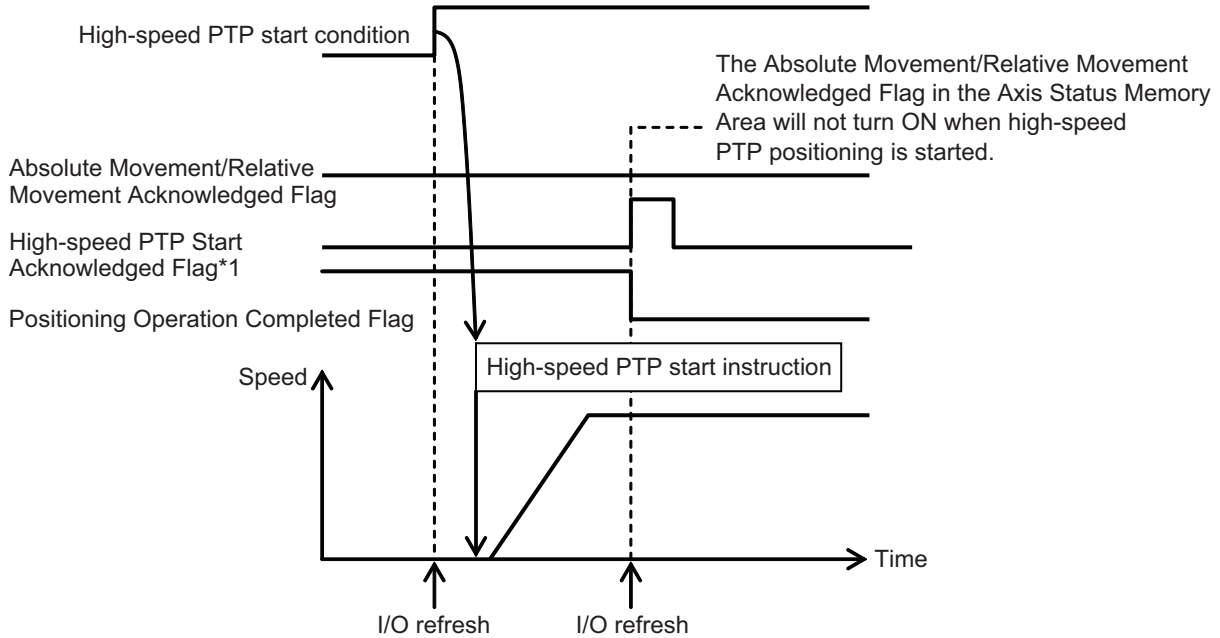 High-speed PTP start condition
The Absolute Movement/Relative Movement
Acknowledged Flag in the Axis Status Memory
Area will not turn ON when high-speed
PTP positioning is started.
Absolute Movement/Relative
Movement Acknowledged Flag
High-speed PTP Start
Acknowledged Flag*1
Positioning Operation Completed Flag
High-speed PTP start instruction
Speed
Time
I/O refresh
I/O refresh